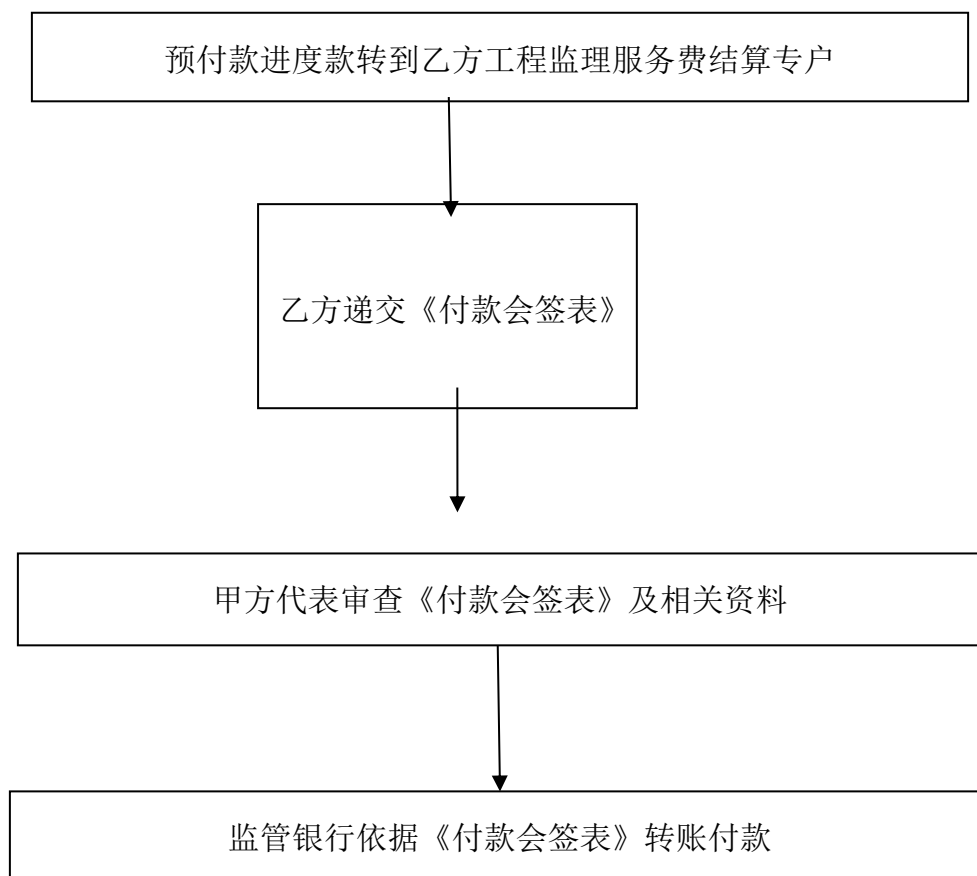 预付款进度款转到乙方工程监理服务费结算专户
乙方递交《付款会签表》
甲方代表审查《付款会签表》及相关资料
监管银行依据《付款会签表》转账付款